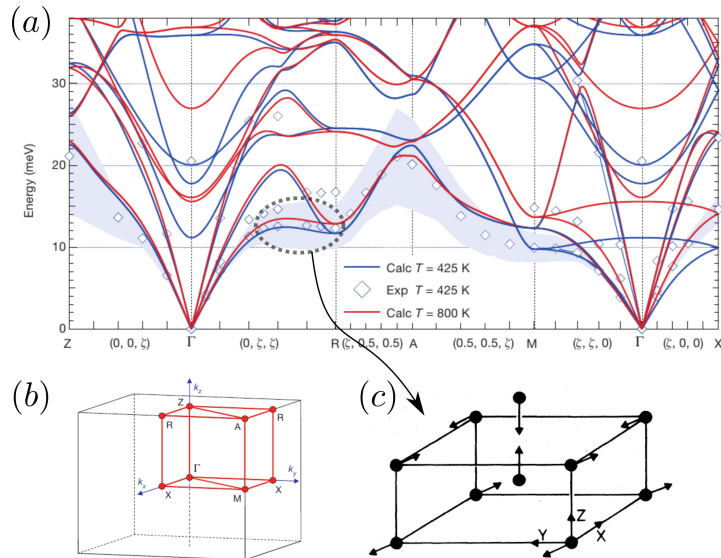 (a)
30
20
10
0
Energy (meV)
Calc T = 425 K
Exp T = 425 K
Calc T = 800 K
Z (0, 0, ζ) Γ (0, ζ, ζ) R (ζ, 0.5, 0.5) A (0.5, 0.5, ζ) M (ζ, ζ, 0) Γ (ζ, 0, 0) X
(b)
k_z
Z
R
R
A
Γ
k_x
k_y
X
X
M
(c)
Z
X
Y